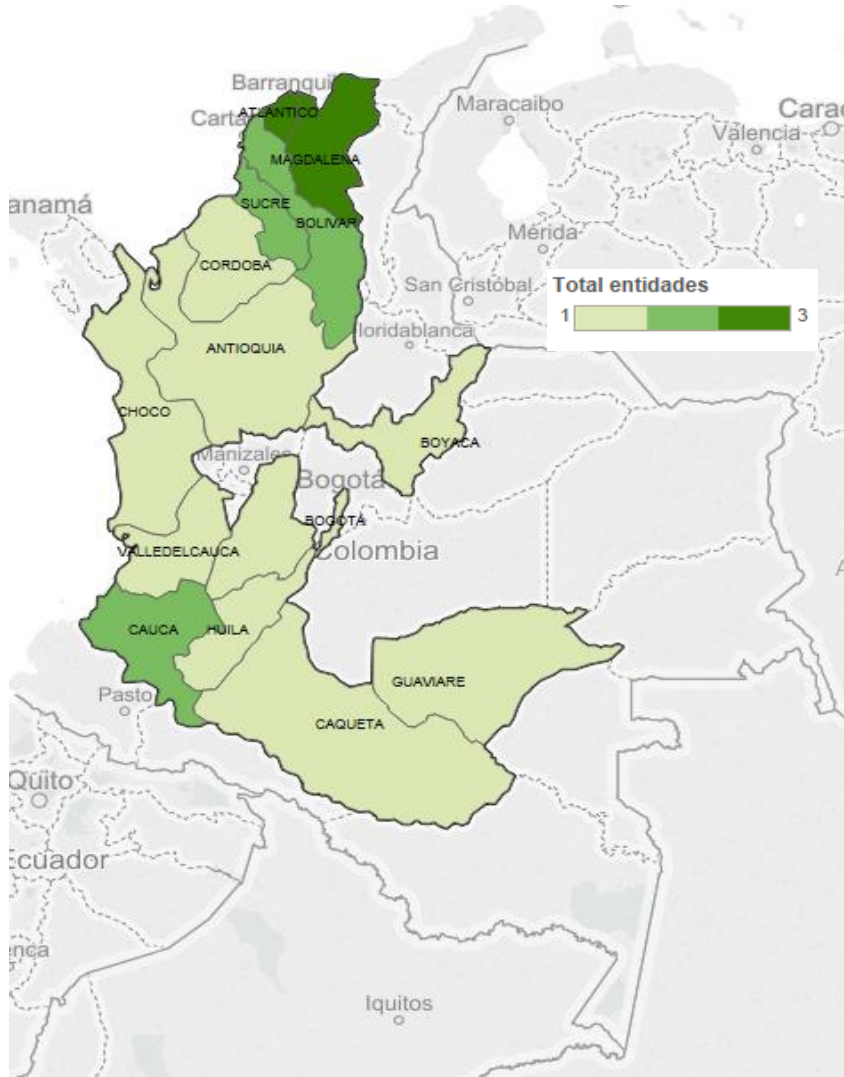 Barranqui
Maracaibo
Carac
ATLANTICO
Carta
Valencia
MAGDALENA
anamá
SUCRE
BOLIVAR
Mérida
CORDOBA
San Cristóbal
Total entidades
1
3
loridablanca
ANTIOQUIA
CHOCO
BOYACA
Manizales
Bogotá
BOGOTÁ
VALLEDELCAUCA
Colombia
CAUCA
HUILA
GUAVIARE
Pasto
CAQUETA
Quito
Ecuador
enca
Iquitos